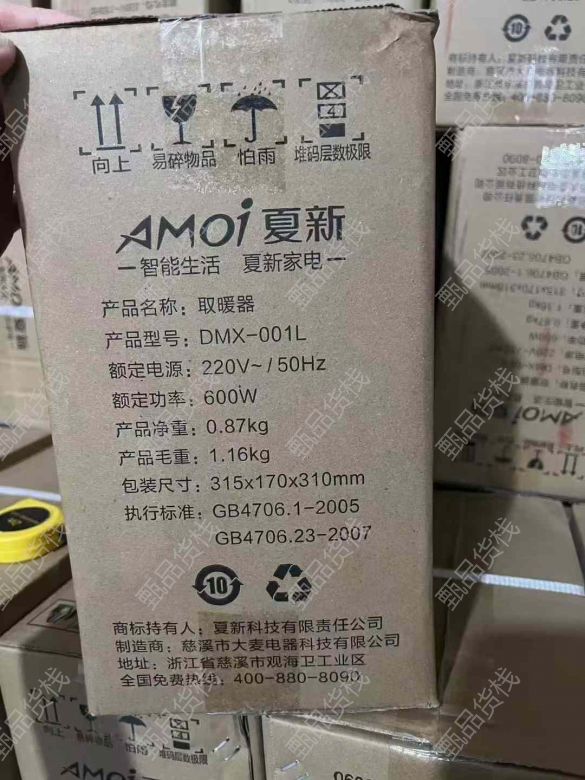 向上 易碎物品 怕雨 堆码层数极限
4
AMOi 夏新
智能生活 夏新家电
产品名称：取暖器
产品型号：DMX-001L
额定电源：220V~/50Hz
额定功率：600W
产品净重：0.87kg
产品毛重：1.16kg
包装尺寸：315x170x310mm
执行标准：GB4706.1-2005
GB4706.23-2007
10
商标持有人：夏新科技有限责任公司
制造商：慈溪市大麦电器科技有限公司
地址：浙江省慈溪市观海卫工业区
全国免费热线：400-880-8090
甄品货栈